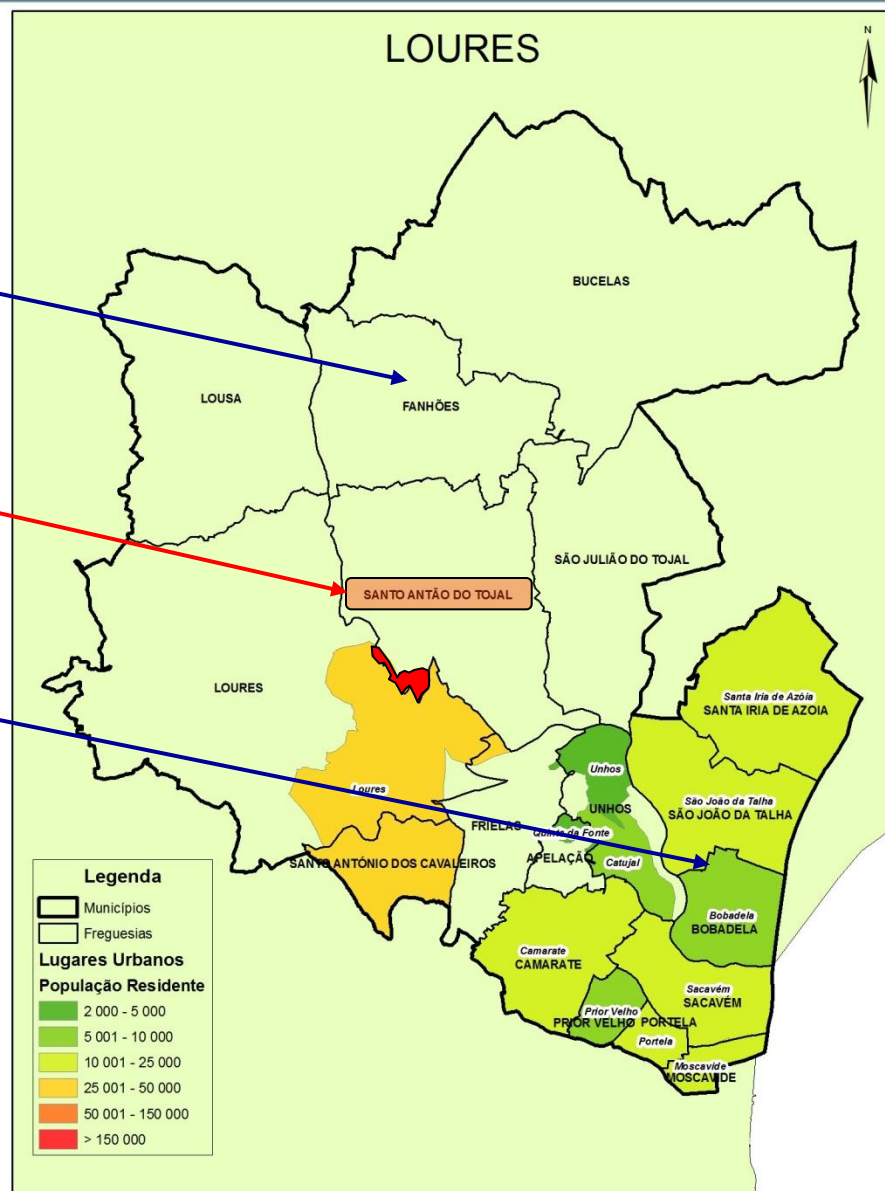 LOURES
N
BUCELAS
LOUSA
FANHÕES
SÃO JULIÃO DO TOJAL
SANTO ANTÃO DO TOJAL
LOURES
Santa Iria de Azóia
SANTA IRIA DE AZOIA
Unhos
UNHOS
São João da Talha
SÃO JOÃO DA TALHA
Loures
FRIELAS
Quinta da Fonte
APELAÇÃO
Catujal
SANTO ANTÓNIO DOS CAVALEIROS
Bobadela
BOBADELA
Camarate
CAMARATE
Sacavém
SACAVÉM
Prior Velho
PRIOR VELHO
PORTELA
Portela
Moscavide
MOSCAVIDE
Legenda
Municípios
Freguesias
Lugares Urbanos
População Residente
2 000 - 5 000
5 001 - 10 000
10 001 - 25 000
25 001 - 50 000
50 001 - 150 000
> 150 000